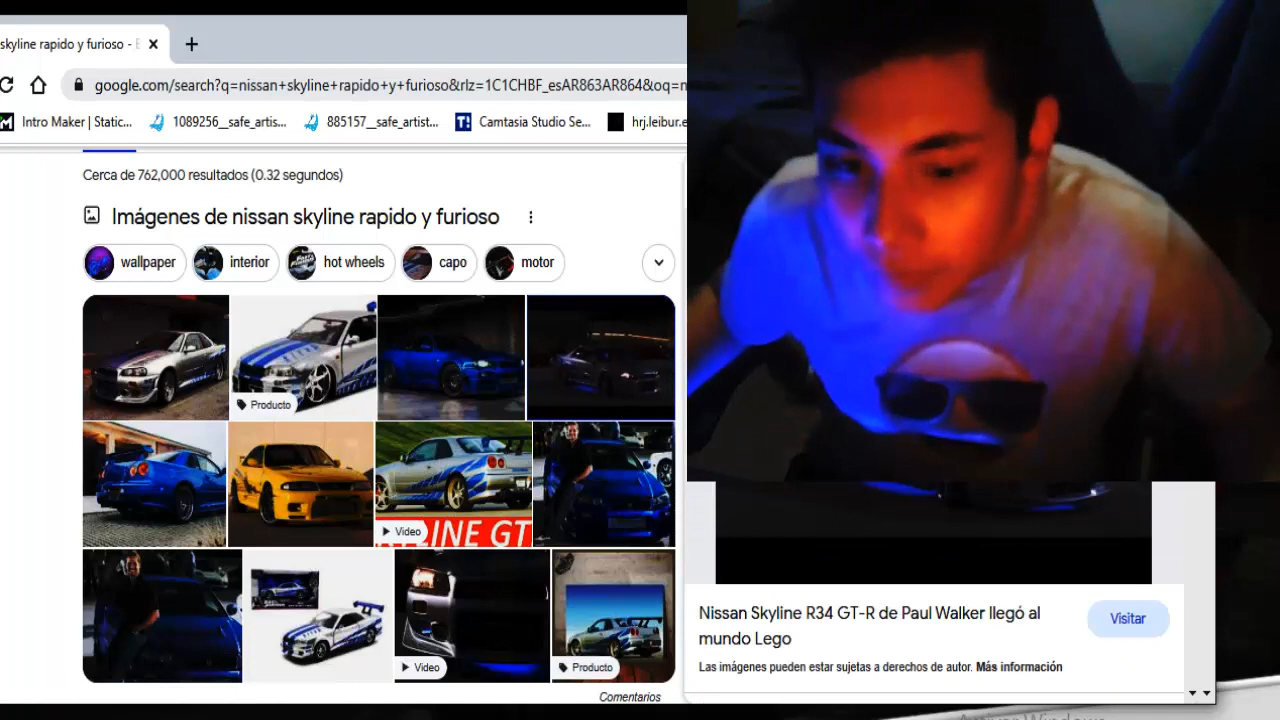 skyline rapido y furioso -
google.com/search?q=nissan+skyline+rapido+y+furioso&rlz=1C1CHBF_esAR863AR864&oq=n
Intro Maker | Static...
1089256__safe_artis...
885157__safe_artist...
Camtasia Studio Se...
hrj.leibur.e
Cerca de 762,000 resultados (0.32 segundos)
Imágenes de nissan skyline rapido y furioso
wallpaper
interior
hot wheels
capo
motor
Producto
Video
LINE GT
Video
Producto
Comentarios
Nissan Skyline R34 GT-R de Paul Walker llegó al
mundo Lego
Visitar
Las imágenes pueden estar sujetas a derechos de autor. Más información